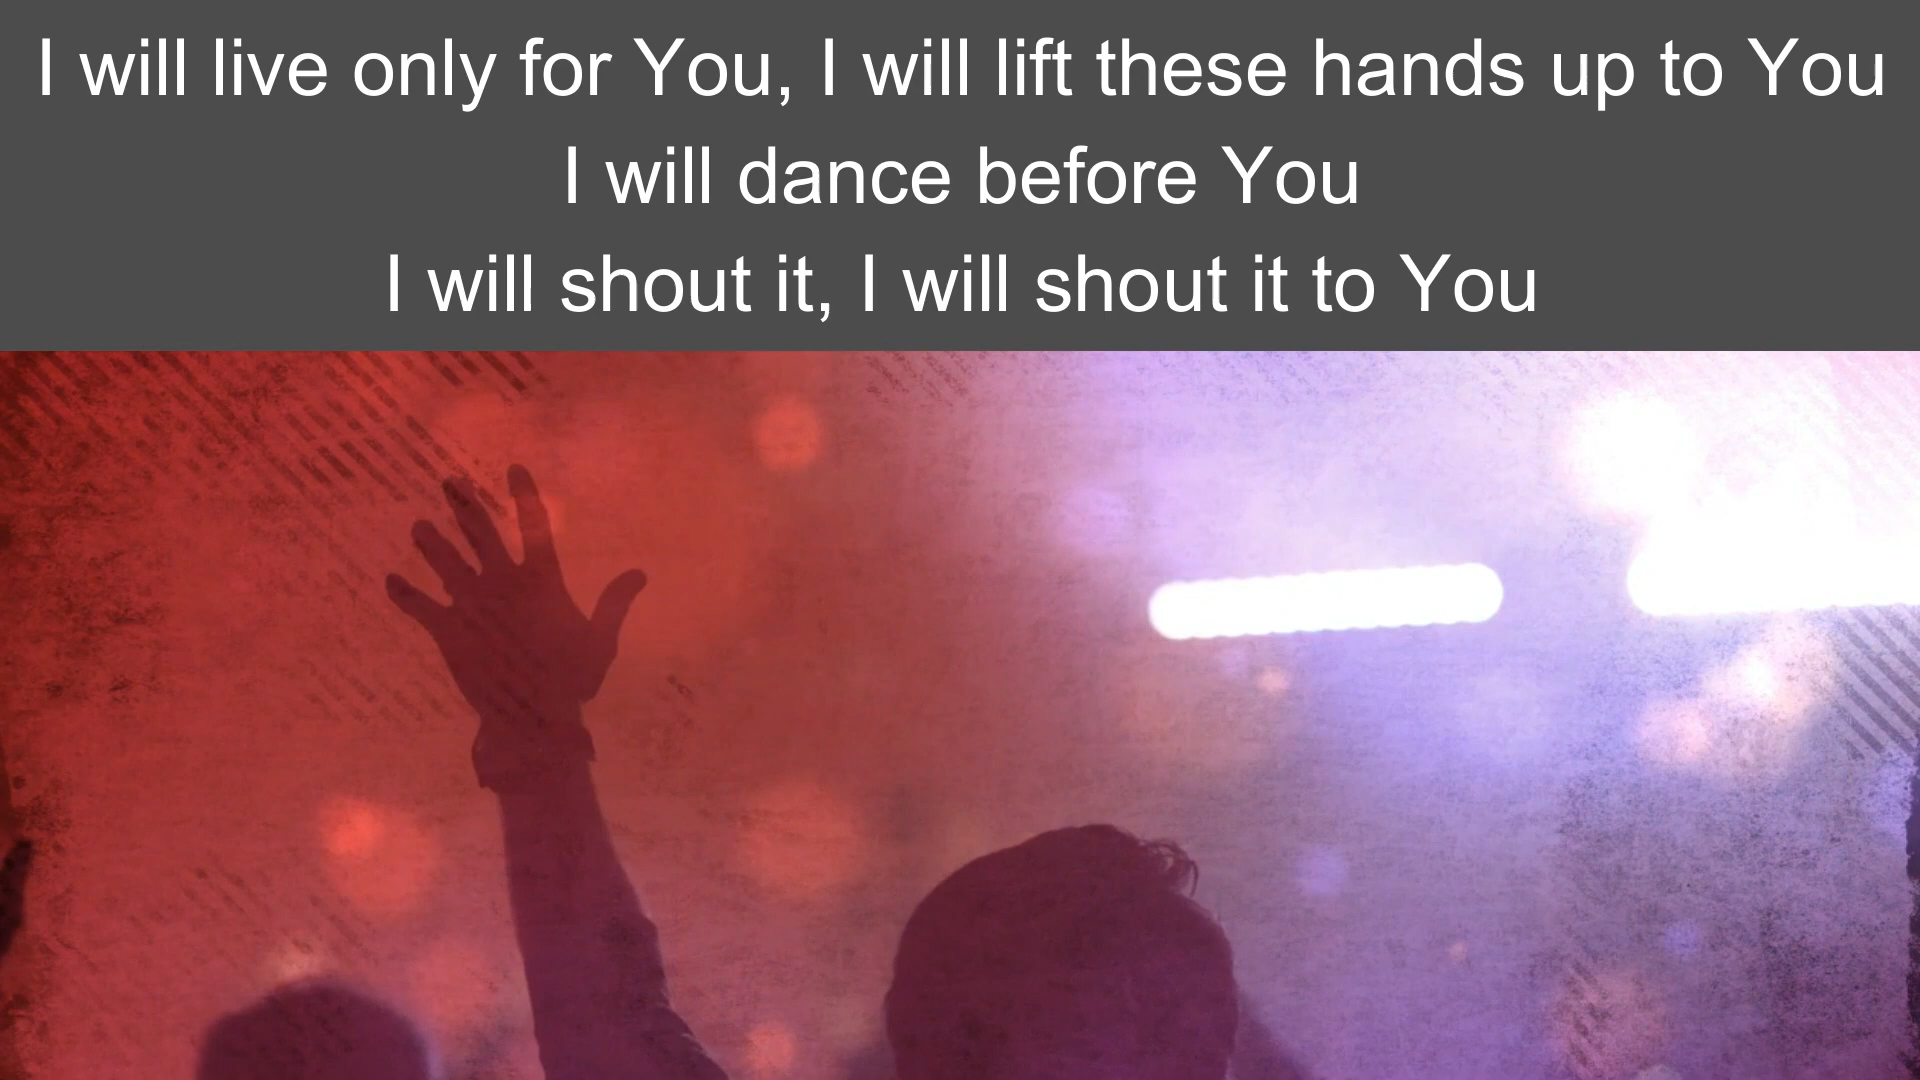 I will live only for You, I will lift these hands up to You
I will dance before You
I will shout it, I will shout it to You